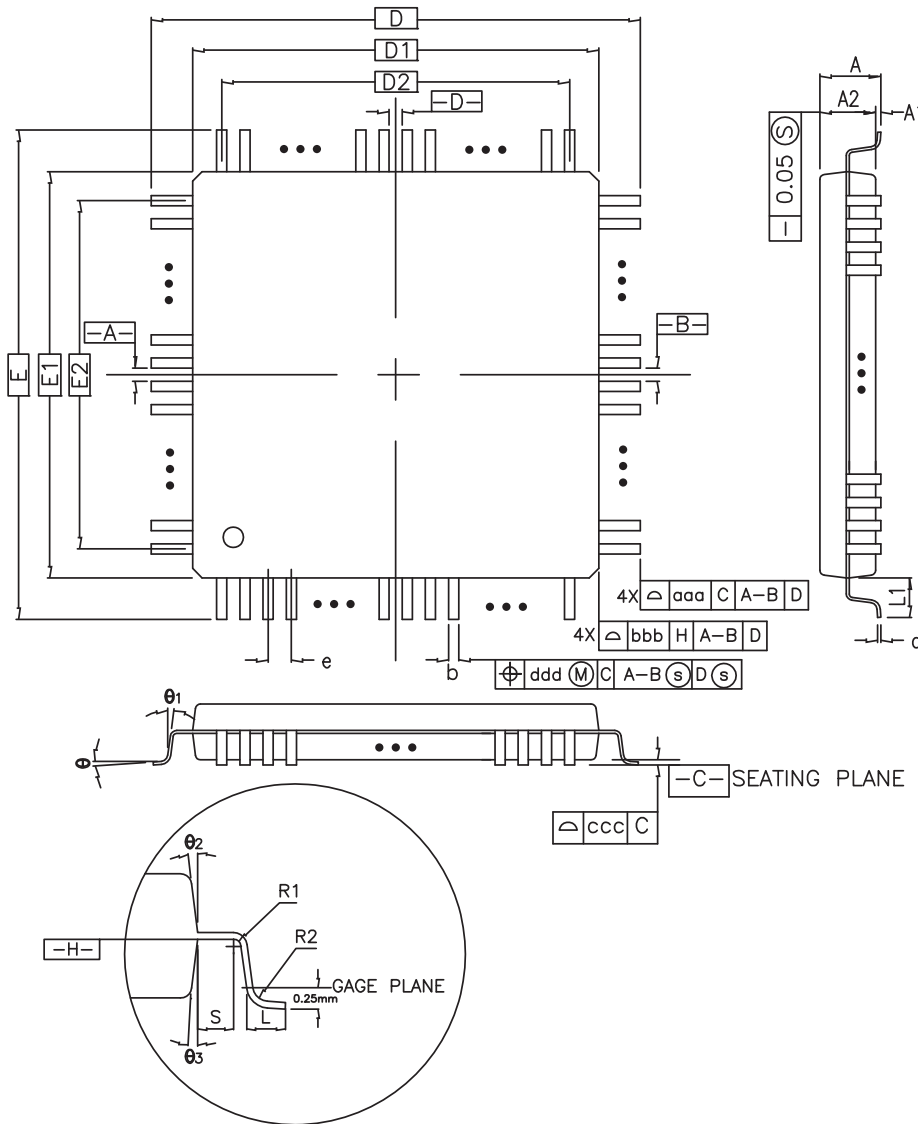 D
D1
D2
-D-
A
A2
A1
0.05 Ⓢ
-A-
-B-
E
E1
E2
4X ⌓ aaa C A-B D
4X ⌓ bbb H A-B D
L1
e
b
⌖ ddd Ⓜ C A-B Ⓢ D Ⓢ
θ1
θ
-C- SEATING PLANE
⌓ ccc C
θ2
R1
-H-
R2
GAGE PLANE
0.25mm
S
L
θ3